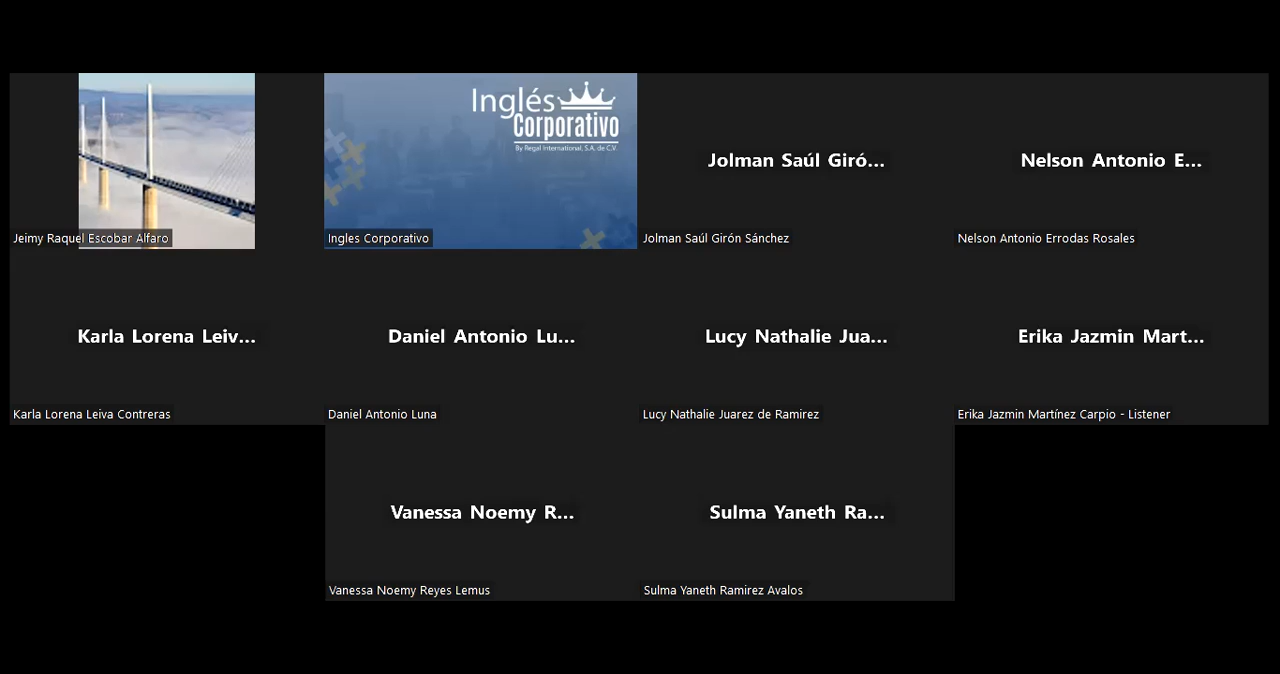 Inglés
Corporativo
By Regal International, S.A. de C.V.
Jolman Saúl Giró...
Nelson Antonio E...
Jeimy Raquel Escobar Alfaro
Ingles Corporativo
Jolman Saúl Girón Sánchez
Nelson Antonio Errodas Rosales
Karla Lorena Leiv...
Daniel Antonio Lu...
Lucy Nathalie Jua...
Erika Jazmin Mart...
Karla Lorena Leiva Contreras
Daniel Antonio Luna
Lucy Nathalie Juarez de Ramirez
Erika Jazmin Martínez Carpio - Listener
Vanessa Noemy R...
Sulma Yaneth Ra...
Vanessa Noemy Reyes Lemus
Sulma Yaneth Ramirez Avalos